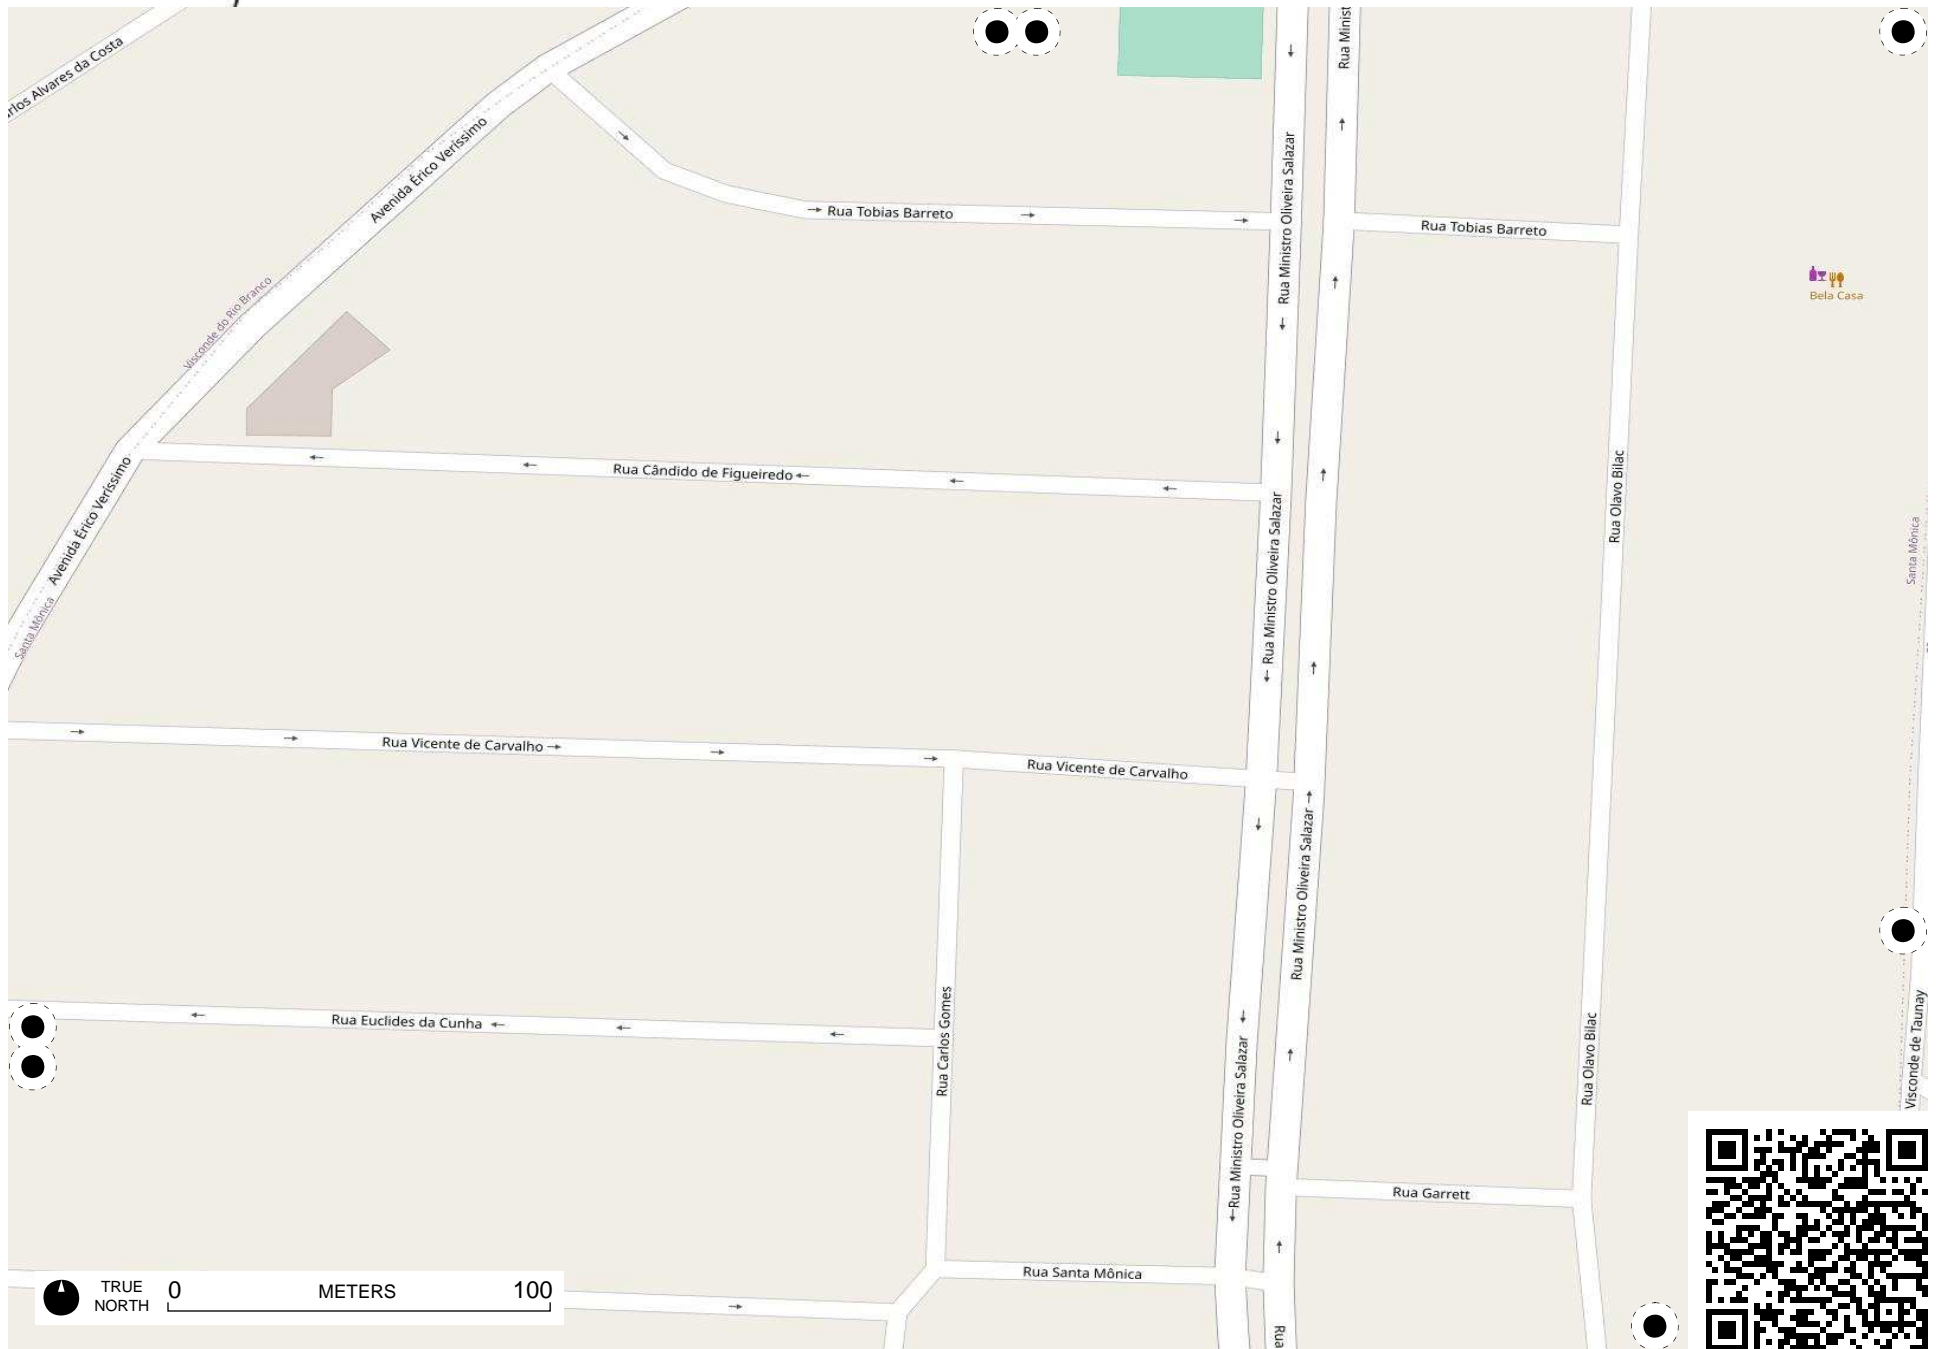 Alvares da Costa
Avenida Érico Veríssimo
Visconde do Rio Branco
Avenida Érico Veríssimo
Santa Mônica
Rua Tobias Barreto
Rua Tobias Barreto
Rua Ministro Oliveira Salazar
Bela Casa
Rua Cândido de Figueiredo
Rua Ministro Oliveira Salazar
Rua Olavo Bilac
Santa Mônica
Rua Vicente de Carvalho
Rua Vicente de Carvalho
Rua Ministro Oliveira Salazar
Rua Euclides da Cunha
Rua Carlos Gomes
Rua Ministro Oliveira Salazar
Rua Olavo Bilac
Visconde de Taunay
Rua Garrett
Rua Santa Mônica
Rua
TRUE
NORTH
0 METERS 100